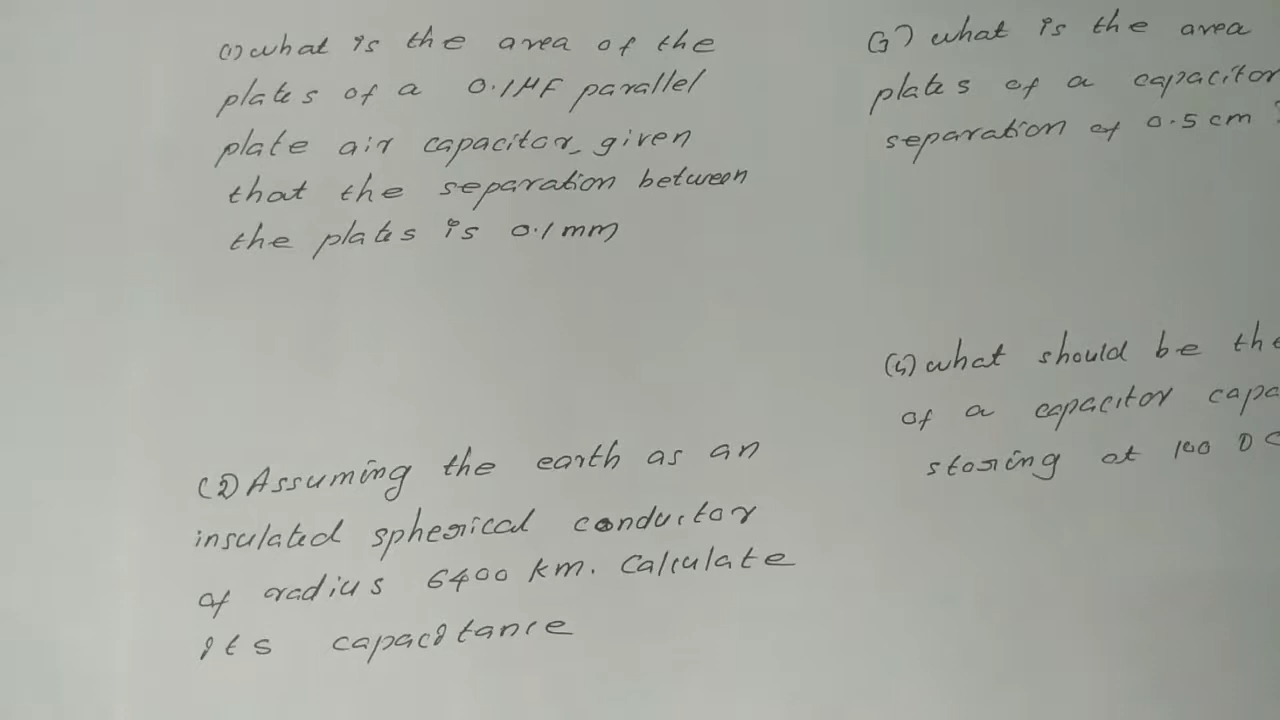 (1) what is the area of the
plates of a 0.1μF parallel
plate air capacitor, given
that the separation between
the plates is 0.1mm
(2) Assuming the earth as an
insulated spherical conductor
of radius 6400 km. Calculate
its capacitance
(3) what is the area
plates of a capacitor
separation of 0.5 cm
(4) what should be the
of a capacitor
storing at 100